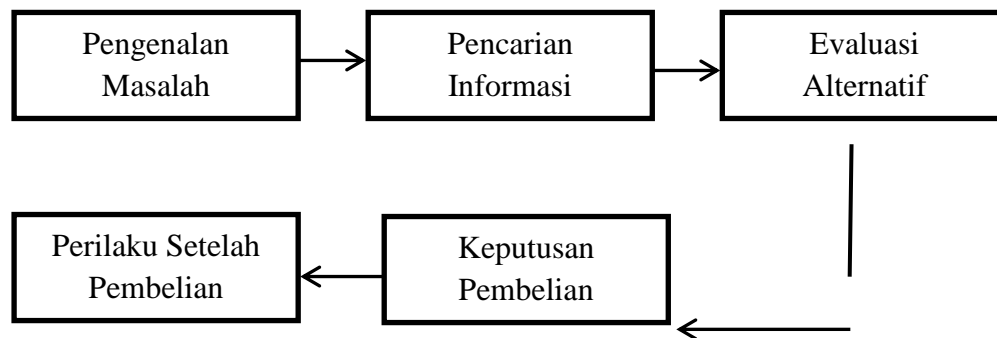 Pengenalan
Masalah
Pencarian
Informasi
Evaluasi
Alternatif
Perilaku Setelah
Pembelian
Keputusan
Pembelian